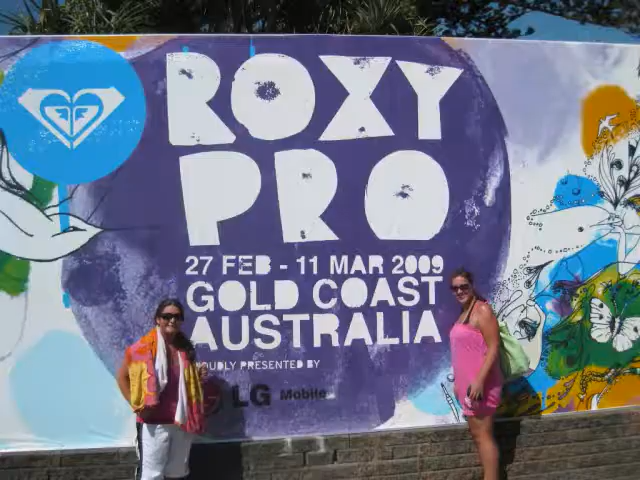 ROXY
PRO
27 FEB - 11 MAR 2009
GOLD COAST
AUSTRALIA
PROUDLY PRESENTED BY
LG Mobile